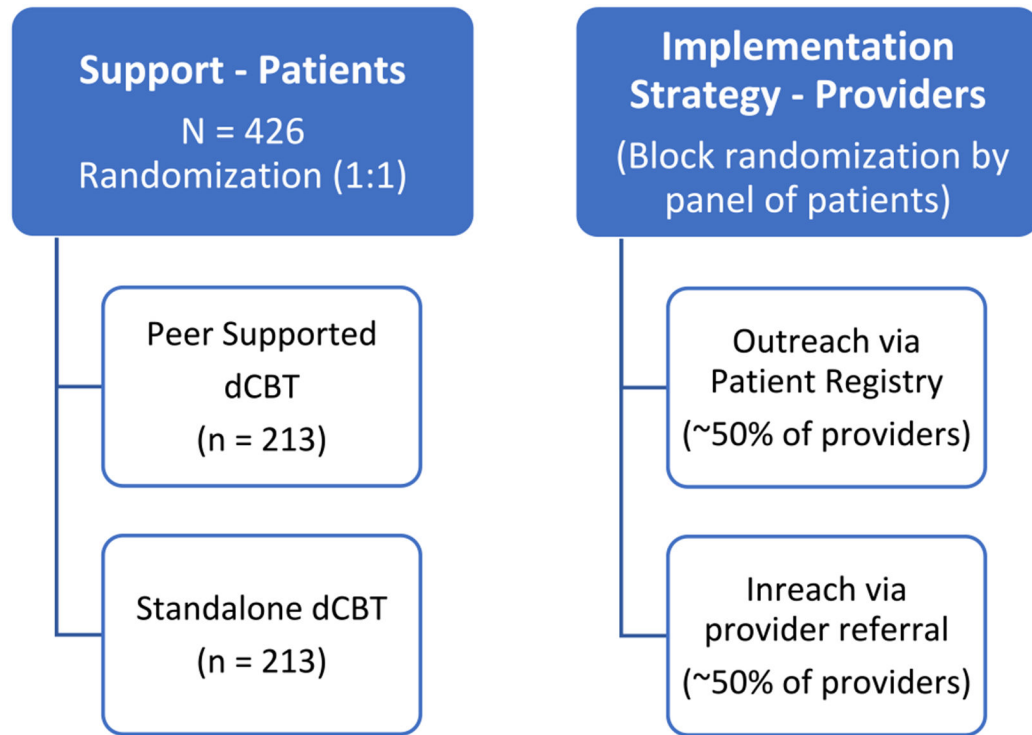 Support - Patients
N = 426
Randomization (1:1)
Peer Supported
dCBT
(n = 213)
Standalone dCBT
(n = 213)
Implementation
Strategy - Providers
(Block randomization by
panel of patients)
Outreach via
Patient Registry
(~50% of providers)
Inreach via
provider referral
(~50% of providers)